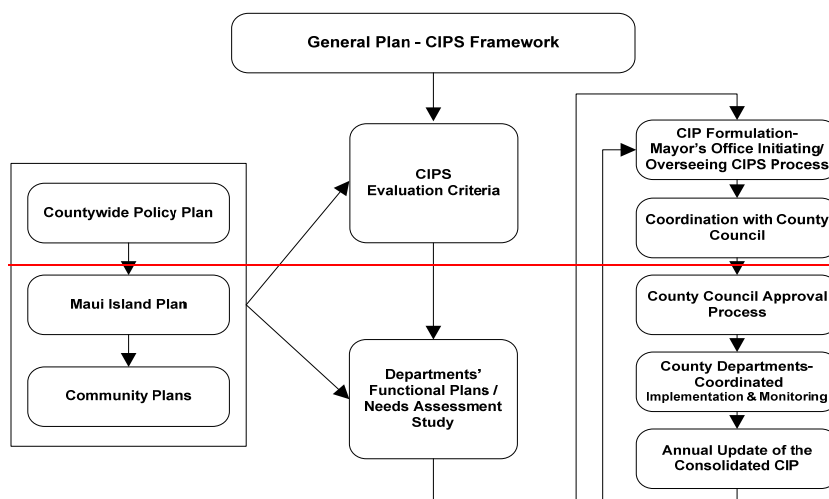 General Plan - CIPS Framework
CIPS
Evaluation Criteria
Countywide Policy Plan
Maui Island Plan
Community Plans
Departments'
Functional Plans /
Needs Assessment
Study
CIP Formulation-
Mayor's Office Initiating/
Overseeing CIPS Process
Coordination with County
Council
County Council Approval
Process
County Departments-
Coordinated
Implementation & Monitoring
Annual Update of the
Consolidated CIP